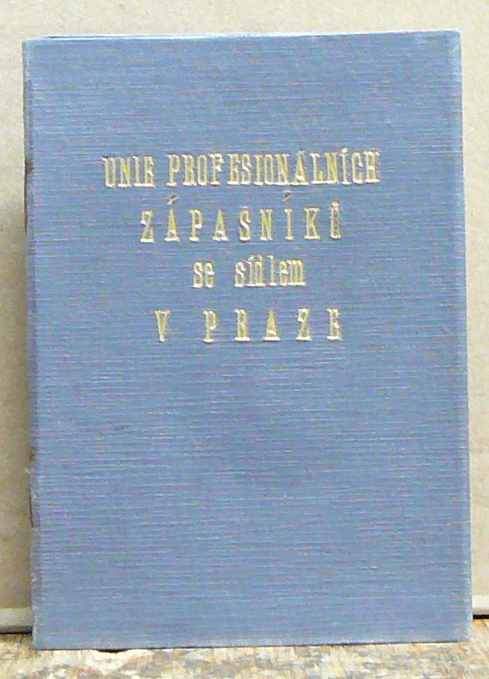 UNIE PROFESIONÁLNÍCH
ZÁPASNÍKŮ
se sídlem
V PRAZE